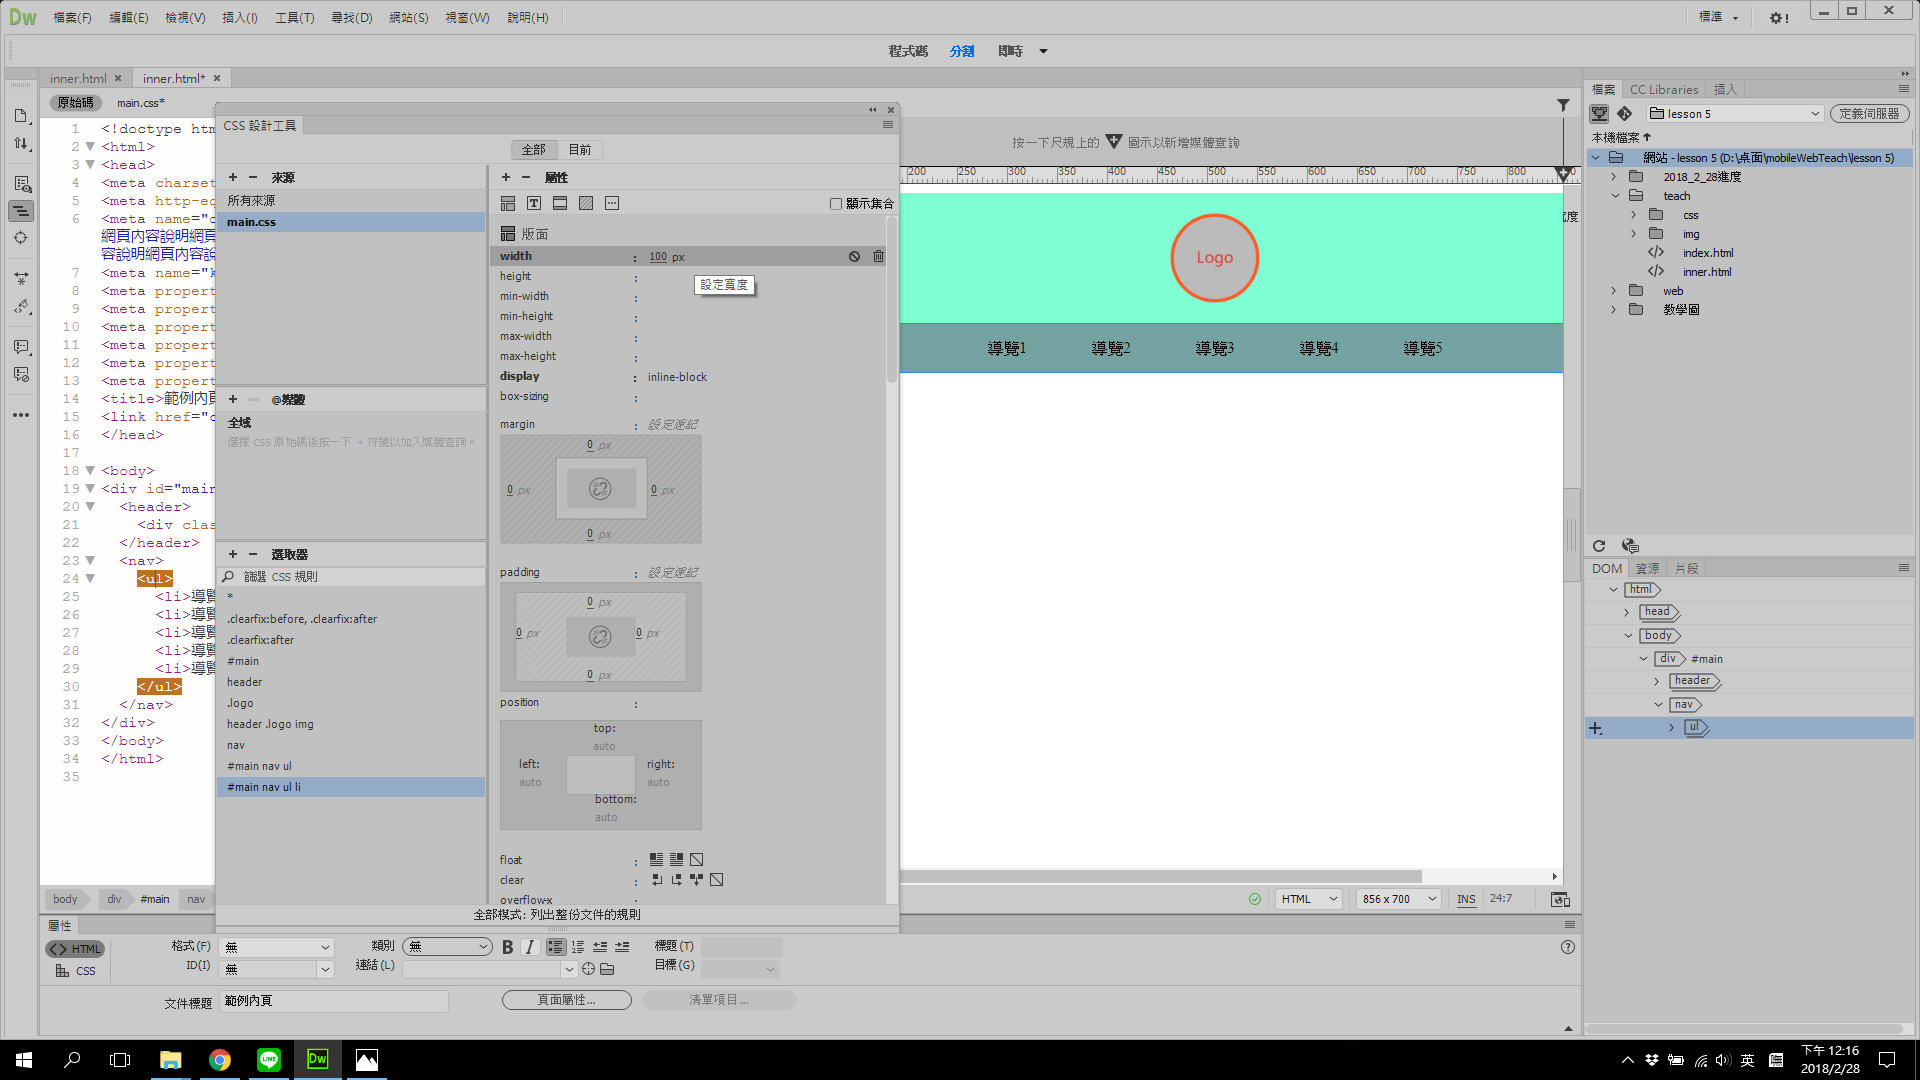 Dw 檔案(F) 編輯(E) 檢視(V) 插入(I) 工具(T) 尋找(D) 網站(S) 視窗(W) 說明(H) 標準
程式碼 分割 即時
inner.html × inner.html* ×
原始碼 main.css*
1 <!doctype htm
2 <html>
3 <head>
4 <meta charset
5 <meta http-eq
6 <meta name="d
網頁內容說明網頁
容說明網頁內容說
7 <meta name="k
8 <meta propert
9 <meta propert
10 <meta propert
11 <meta propert
12 <meta propert
13 <meta propert
14 <title>範例內頁
15 <link href="c
16 </head>
17
18 <body>
19 <div id="main
20 <header>
21 <div clas
22 </header>
23 <nav>
24 <ul>
25 <li>導覽
26 <li>導覽
27 <li>導覽
28 <li>導覽
29 <li>導覽
30 </ul>
31 </nav>
32 </div>
33 </body>
34 </html>
35
body div #main nav
CSS 設計工具
全部 目前
+ − 來源
所有來源
main.css
+ − @媒體
全域
選擇 CSS 原始碼後按一下 + 符號以加入媒體查詢。
+ − 選取器
篩選 CSS 規則
*
.clearfix:before, .clearfix:after
.clearfix:after
#main
header
.logo
header .logo img
nav
#main nav ul
#main nav ul li
+ − 屬性
顯示集合
版面
width : 100 px
height :
設定寬度
min-width :
min-height :
max-width :
max-height :
display : inline-block
box-sizing :
margin : 設定速記
0 px
0 px 0 px
0 px
padding : 設定速記
0 px
0 px 0 px
0 px
position :
top:
auto
left: right:
auto auto
bottom:
auto
float :
clear :
overflow-x :
全部模式: 列出整份文件的規則
按一下尺規上的 圖示以新增媒體查詢
200 250 300 350 400 450 500 550 600 650 700 750 800
Logo
導覽1 導覽2 導覽3 導覽4 導覽5
HTML 856 x 700 INS 24:7
檔案 CC Libraries 插入
lesson 5 定義伺服器
本機檔案
網站 - lesson 5 (D:\桌面\mobileWebTeach\lesson 5)
2018_2_28進度
teach
css
img
index.html
inner.html
web
教學圖
DOM 資源 片段
html
head
body
div #main
header
nav
ul
屬性
HTML 格式(F) 無 類別 無 B I 標題(T)
CSS ID(I) 無 連結(L) 目標(G)
文件標題 範例內頁 頁面屬性... 清單項目...
Dw 英 下午 12:16
2018/2/28